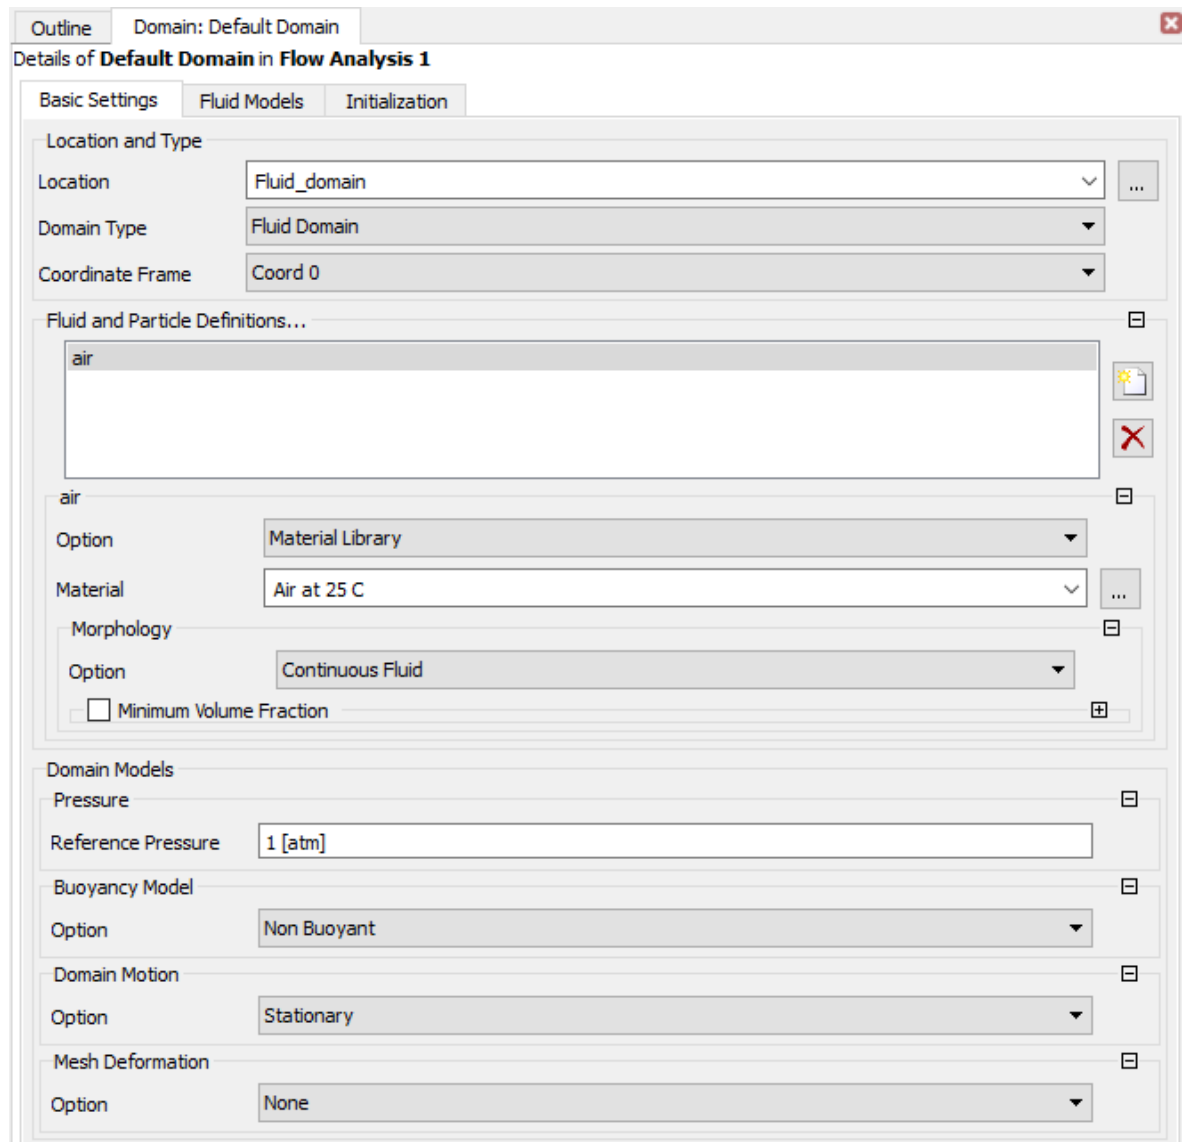 Outline Domain: Default Domain
Details of Default Domain in Flow Analysis 1
Basic Settings Fluid Models Initialization
Location and Type
Location Fluid_domain ...
Domain Type Fluid Domain
Coordinate Frame Coord 0
Fluid and Particle Definitions...
air
air
Option Material Library
Material Air at 25 C ...
Morphology
Option Continuous Fluid
Minimum Volume Fraction
Domain Models
Pressure
Reference Pressure 1 [atm]
Buoyancy Model
Option Non Buoyant
Domain Motion
Option Stationary
Mesh Deformation
Option None